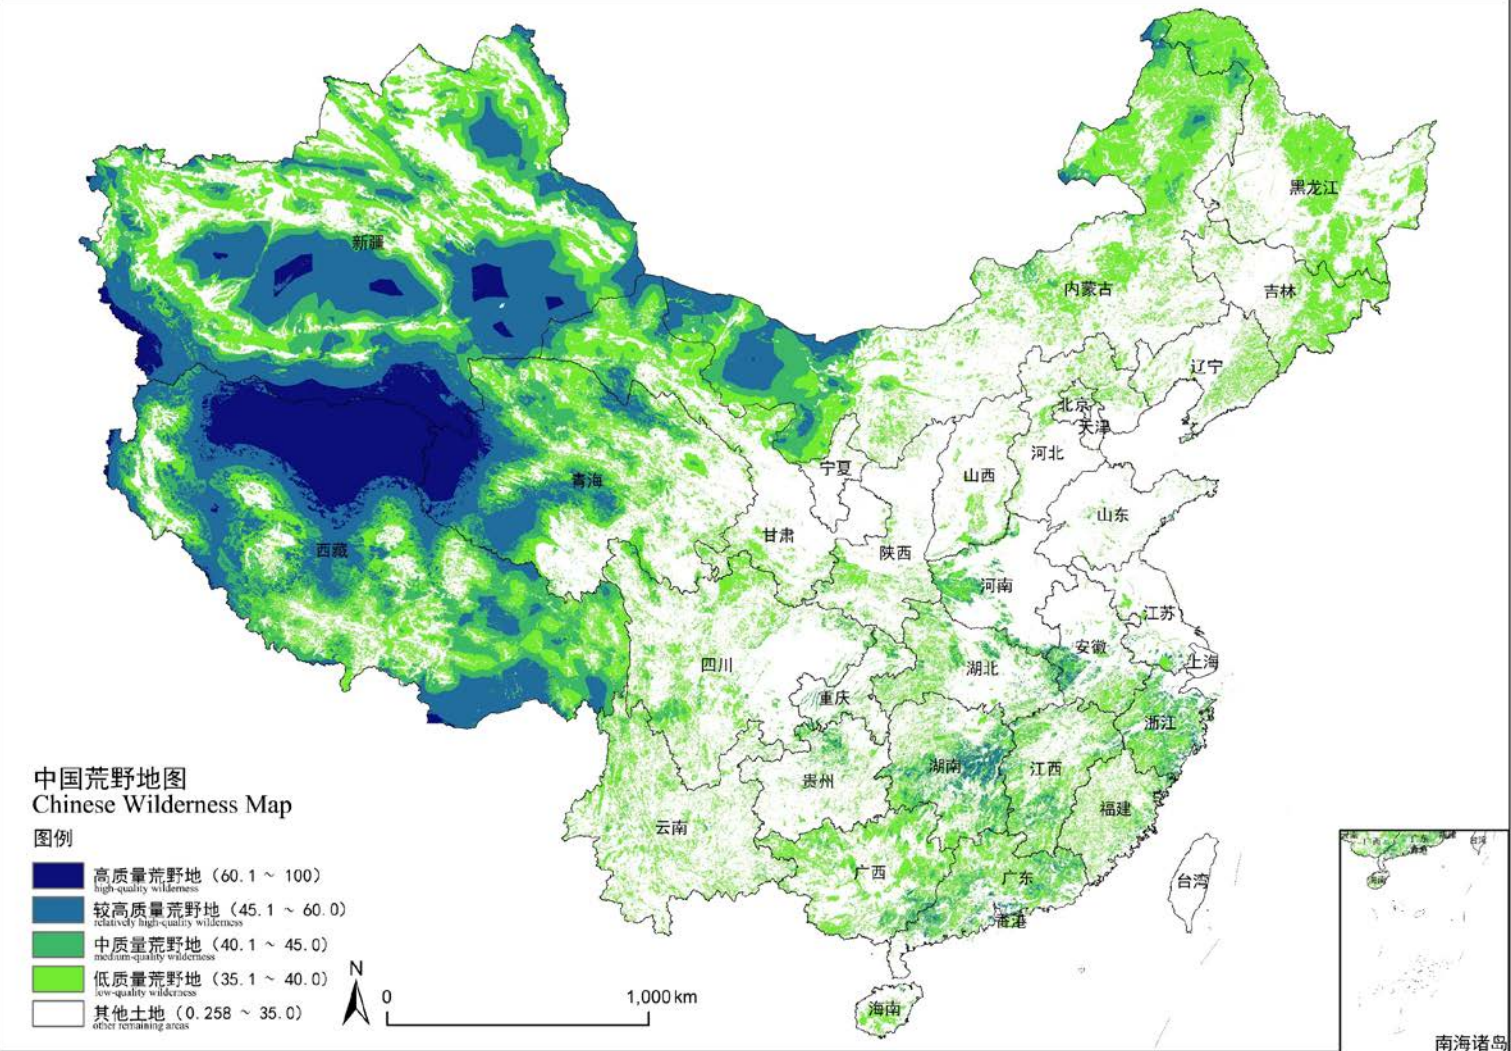 新疆
西藏
青海
甘肃
宁夏
内蒙古
黑龙江
吉林
辽宁
北京
天津
河北
山西
山东
陕西
河南
江苏
安徽
上海
湖北
四川
重庆
浙江
湖南
江西
贵州
福建
云南
广西
广东
香港
台湾
海南
中国荒野地图
Chinese Wilderness Map
图例
高质量荒野地 (60.1 ~ 100)
high-quality wilderness
较高质量荒野地 (45.1 ~ 60.0)
relatively high-quality wilderness
中质量荒野地 (40.1 ~ 45.0)
medium-quality wilderness
低质量荒野地 (35.1 ~ 40.0)
low-quality wilderness
其他土地 (0.258 ~ 35.0)
other remaining areas
N
0 1,000 km
广东
台湾
海南
南海诸岛